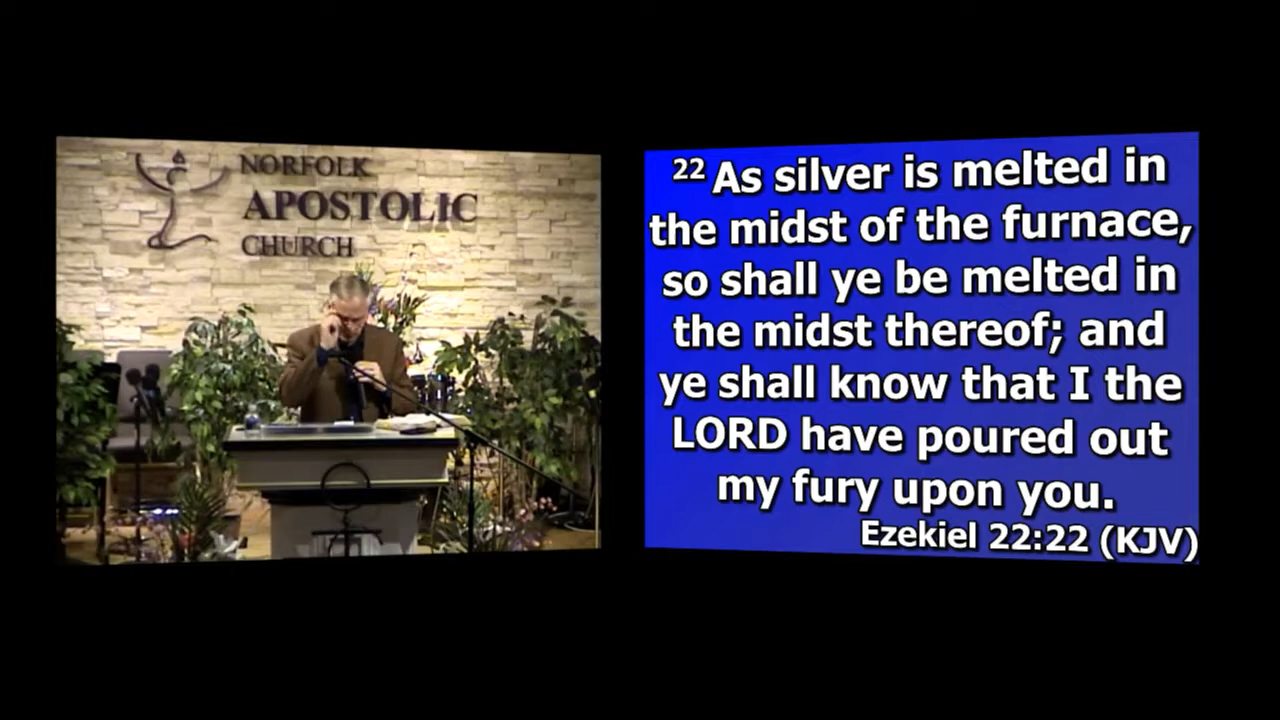 NORFOLK
APOSTOLIC
CHURCH
22 As silver is melted in
the midst of the furnace,
so shall ye be melted in
the midst thereof; and
ye shall know that I the
LORD have poured out
my fury upon you.
Ezekiel 22:22 (KJV)